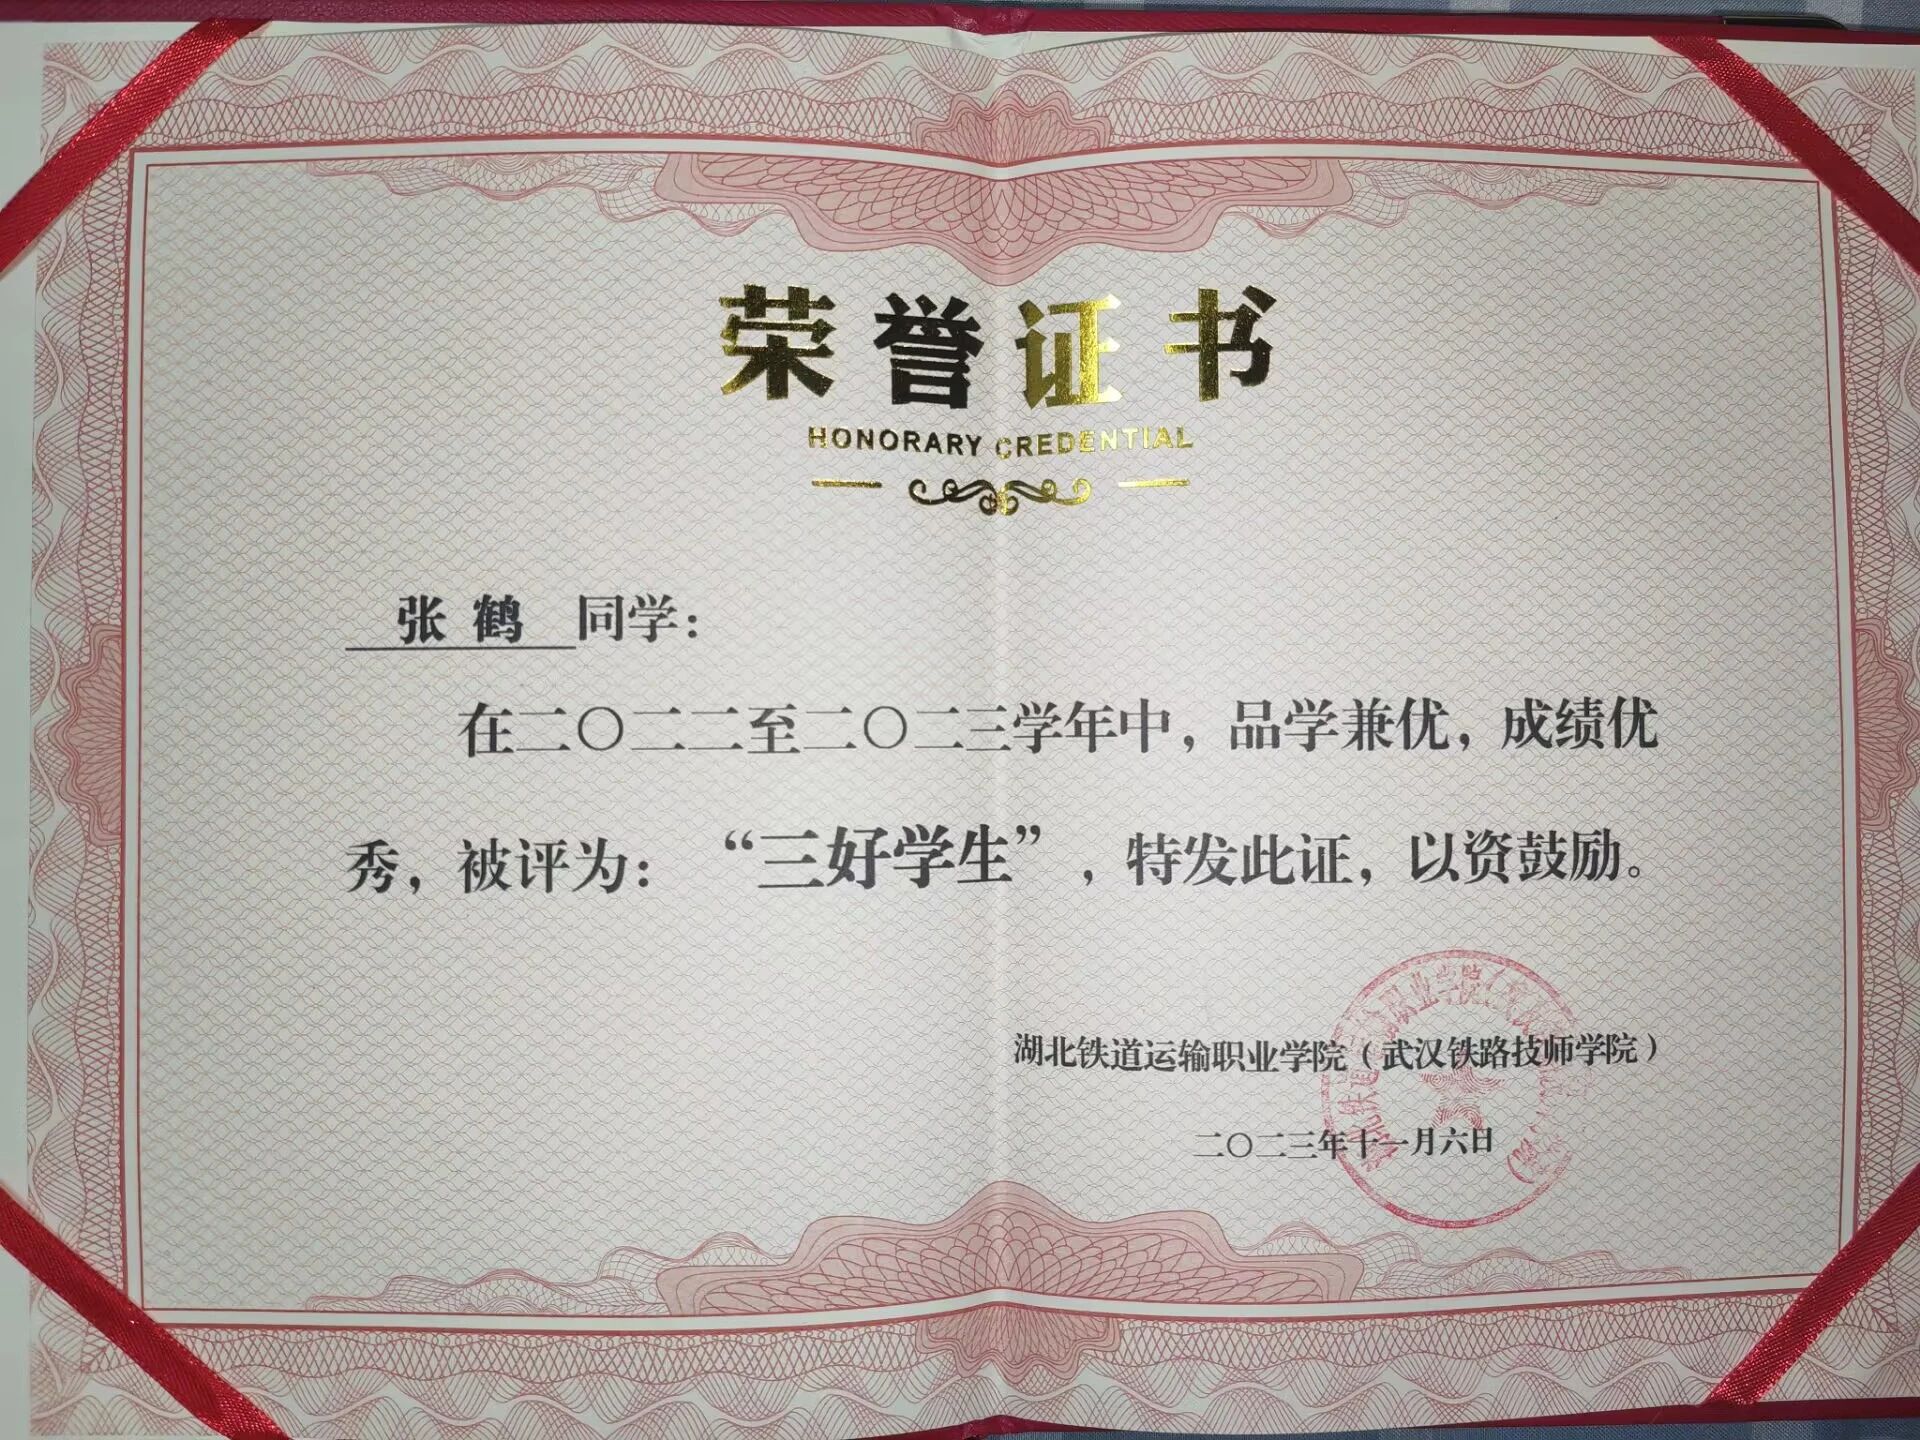 荣誉证书
HONORARY CREDENTIAL
张 鹤 同学：
在二〇二二至二〇二三学年中，品学兼优，成绩优
秀，被评为：“三好学生”，特发此证，以资鼓励。
湖北铁道运输职业学院（武汉铁路技师学院）
二〇二三年十一月六日